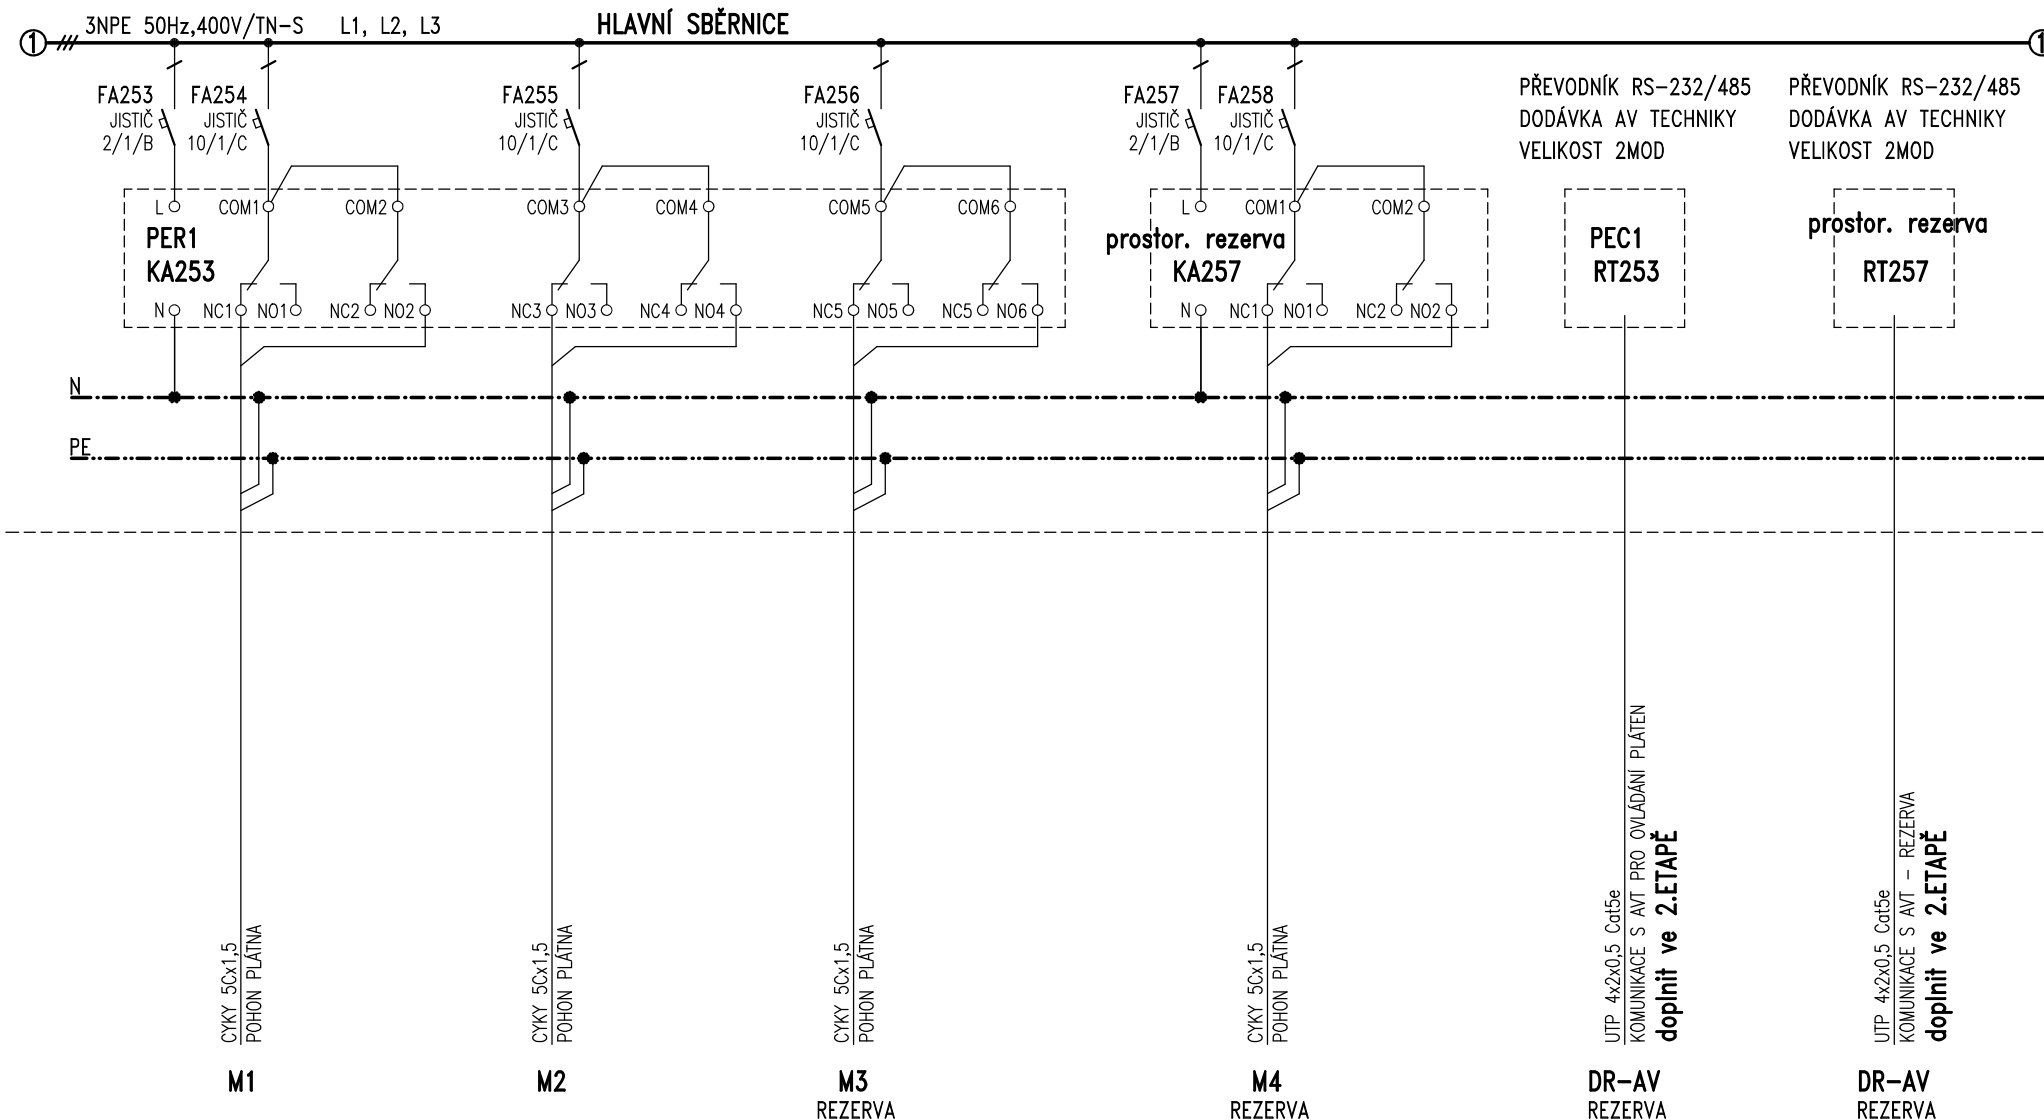 3NPE 50Hz,400V/TN-S L1, L2, L3 HLAVNÍ SBĚRNICE
1 1
FA253
JISTIČ
2/1/B
FA254
JISTIČ
10/1/C
FA255
JISTIČ
10/1/C
FA256
JISTIČ
10/1/C
FA257
JISTIČ
2/1/B
FA258
JISTIČ
10/1/C
PŘEVODNÍK RS-232/485
DODÁVKA AV TECHNIKY
VELIKOST 2MOD
PŘEVODNÍK RS-232/485
DODÁVKA AV TECHNIKY
VELIKOST 2MOD
L COM1 COM2 COM3 COM4 COM5 COM6 L COM1 COM2
PER1
KA253
prostor. rezerva
KA257
PEC1
RT253
prostor. rezerva
RT257
N NC1 NO1 NC2 NO2 NC3 NO3 NC4 NO4 NC5 NO5 NC5 NO6 N NC1 NO1 NC2 NO2
N
PE
CYKY 5Cx1,5
POHON PLÁTNA
CYKY 5Cx1,5
POHON PLÁTNA
CYKY 5Cx1,5
POHON PLÁTNA
CYKY 5Cx1,5
POHON PLÁTNA
UTP 4x2x0,5 Cat5e
KOMUNIKACE S AVT PRO OVLÁDÁNÍ PLÁTEN
doplnit ve 2.ETAPĚ
UTP 4x2x0,5 Cat5e
KOMUNIKACE S AVT - REZERVA
doplnit ve 2.ETAPĚ
M1
M2
M3
REZERVA
M4
REZERVA
DR-AV
REZERVA
DR-AV
REZERVA